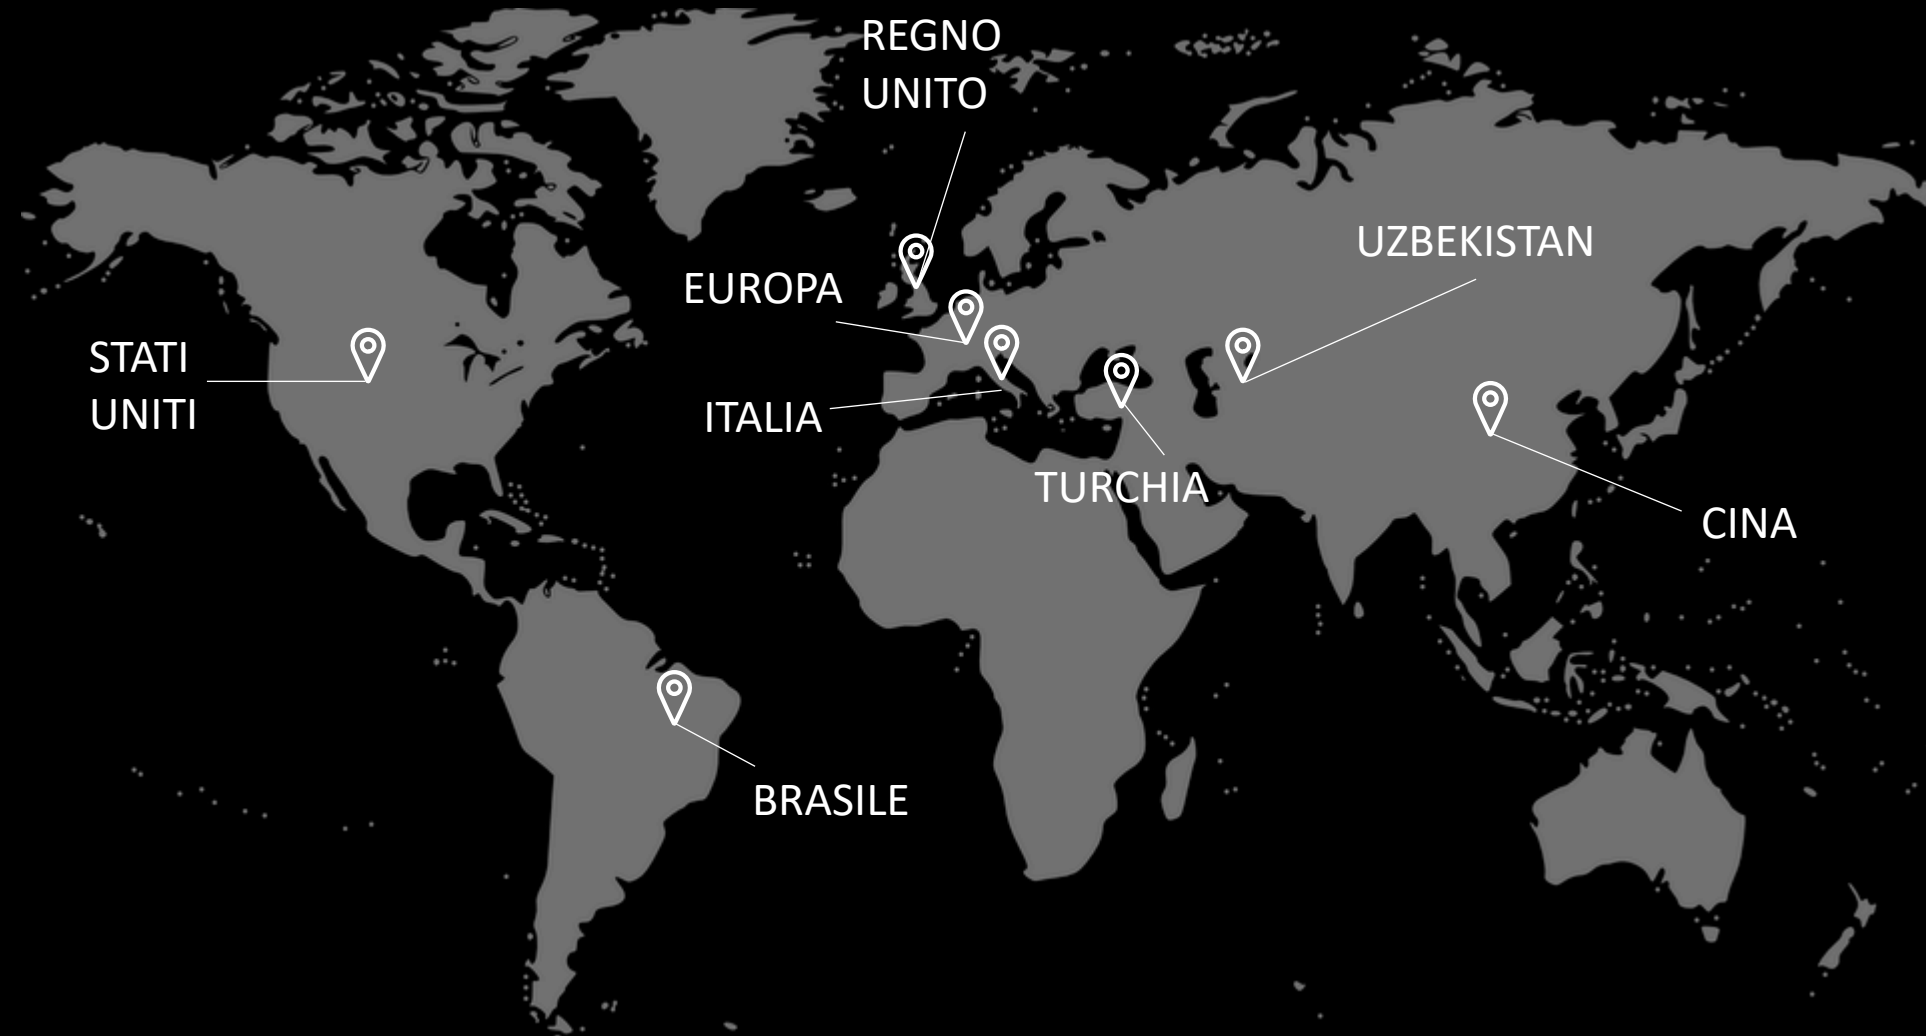 REGNO
UNITO
UZBEKISTAN
EUROPA
STATI
UNITI
ITALIA
TURCHIA
CINA
BRASILE